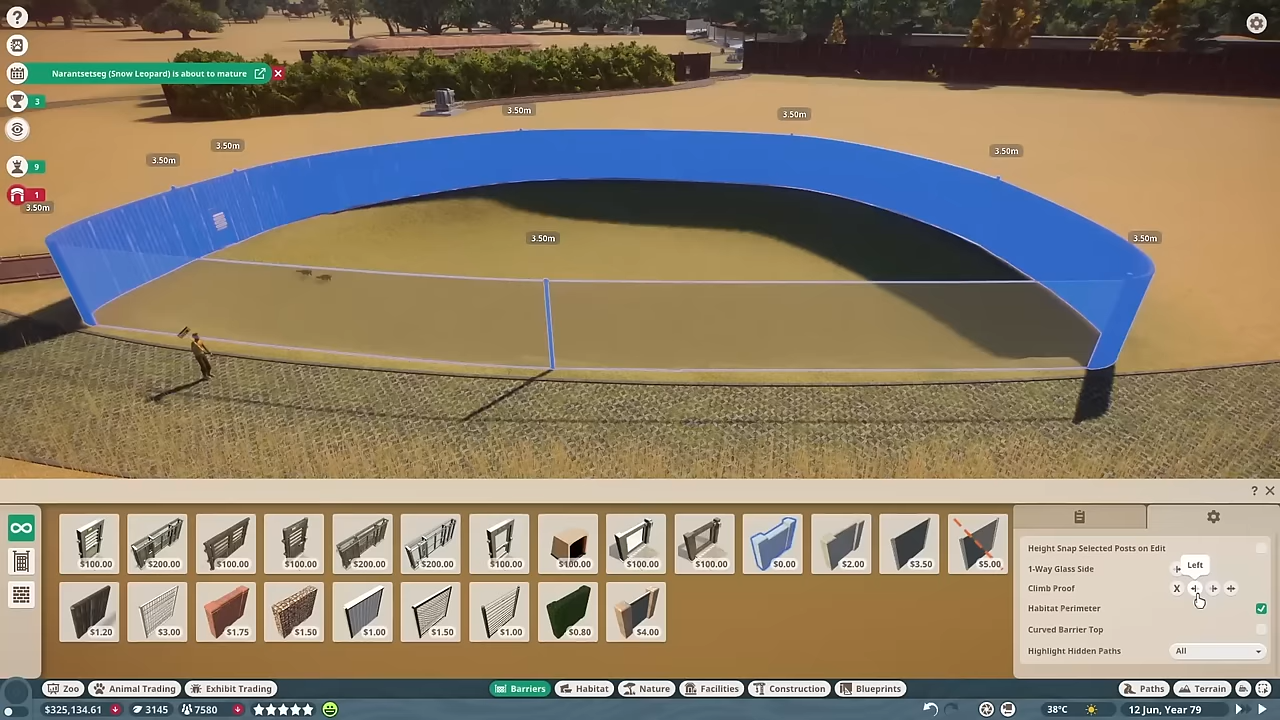 Narantsetseg (Snow Leopard) is about to mature
3
9
1
3.50m
3.50m
3.50m
3.50m
3.50m
3.50m
3.50m
3.50m
$100.00
$200.00
$100.00
$100.00
$200.00
$200.00
$100.00
$100.00
$100.00
$100.00
$0.00
$2.00
$3.50
$5.00
$1.20
$3.00
$1.75
$1.50
$1.00
$1.50
$1.00
$0.80
$4.00
Height Snap Selected Posts on Edit
1-Way Glass Side
Left
Climb Proof
Habitat Perimeter
Curved Barrier Top
Highlight Hidden Paths
All
Zoo
Animal Trading
Exhibit Trading
Barriers
Habitat
Nature
Facilities
Construction
Blueprints
Paths
Terrain
$325,134.61
3145
7580
38°C
12 Jun, Year 79